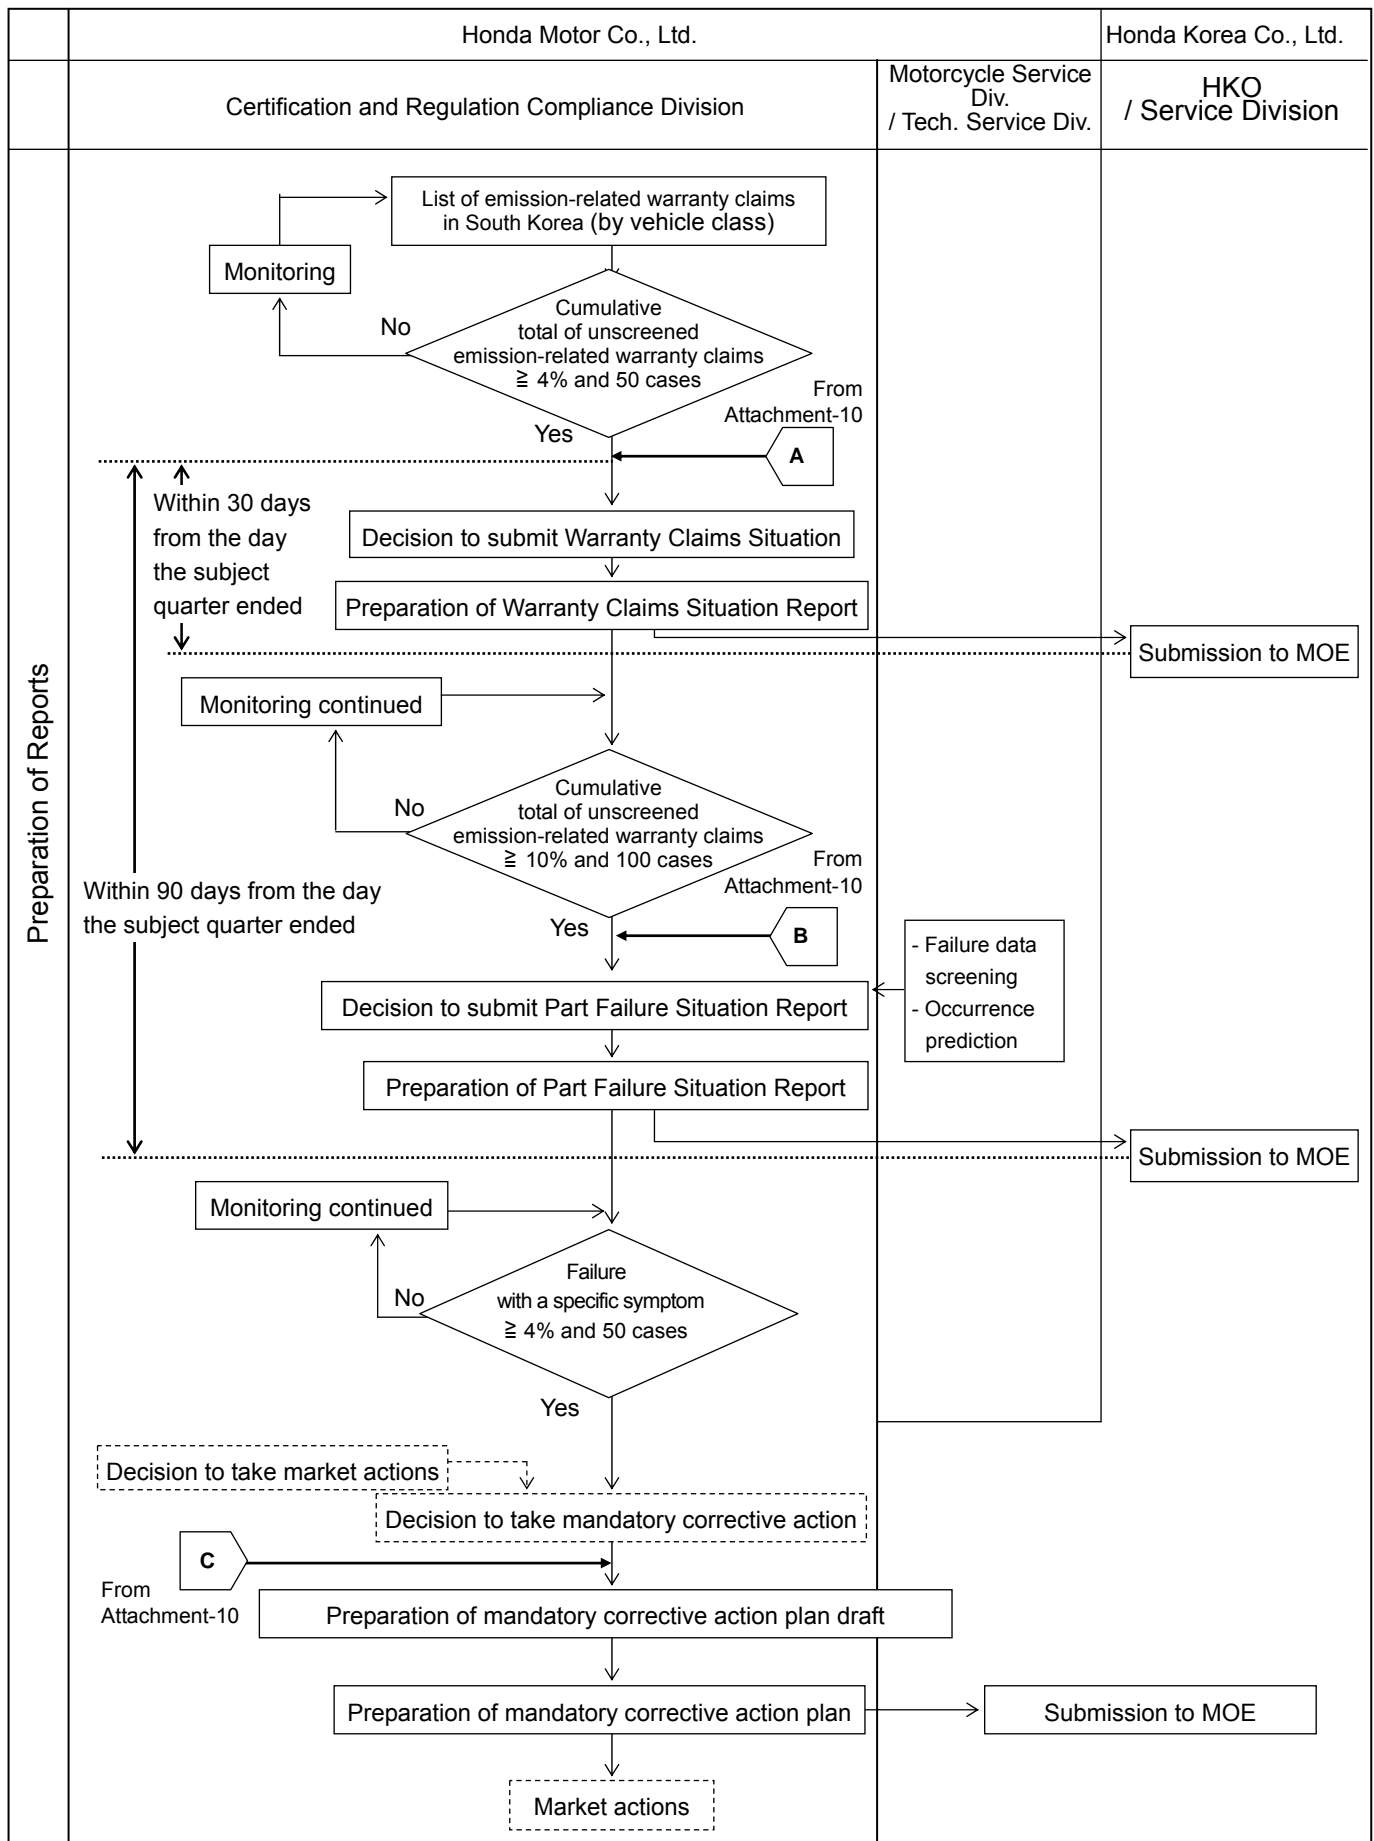 Honda Motor Co., Ltd.
Honda Korea Co., Ltd.
Certification and Regulation Compliance Division
Motorcycle Service
Div.
/ Tech. Service Div.
HKO
/ Service Division
Preparation of Reports
List of emission-related warranty claims
in South Korea (by vehicle class)
Monitoring
No
Cumulative
total of unscreened
emission-related warranty claims
≧ 4% and 50 cases
From
Attachment-10
Yes
A
Within 30 days
from the day
the subject
quarter ended
Decision to submit Warranty Claims Situation
Preparation of Warranty Claims Situation Report
Submission to MOE
Monitoring continued
No
Cumulative
total of unscreened
emission-related warranty claims
≧ 10% and 100 cases
From
Attachment-10
Within 90 days from the day
the subject quarter ended
Yes
B
- Failure data
screening
- Occurrence
prediction
Decision to submit Part Failure Situation Report
Preparation of Part Failure Situation Report
Submission to MOE
Monitoring continued
No
Failure
with a specific symptom
≧ 4% and 50 cases
Yes
Decision to take market actions
Decision to take mandatory corrective action
C
From
Attachment-10
Preparation of mandatory corrective action plan draft
Preparation of mandatory corrective action plan
Submission to MOE
Market actions